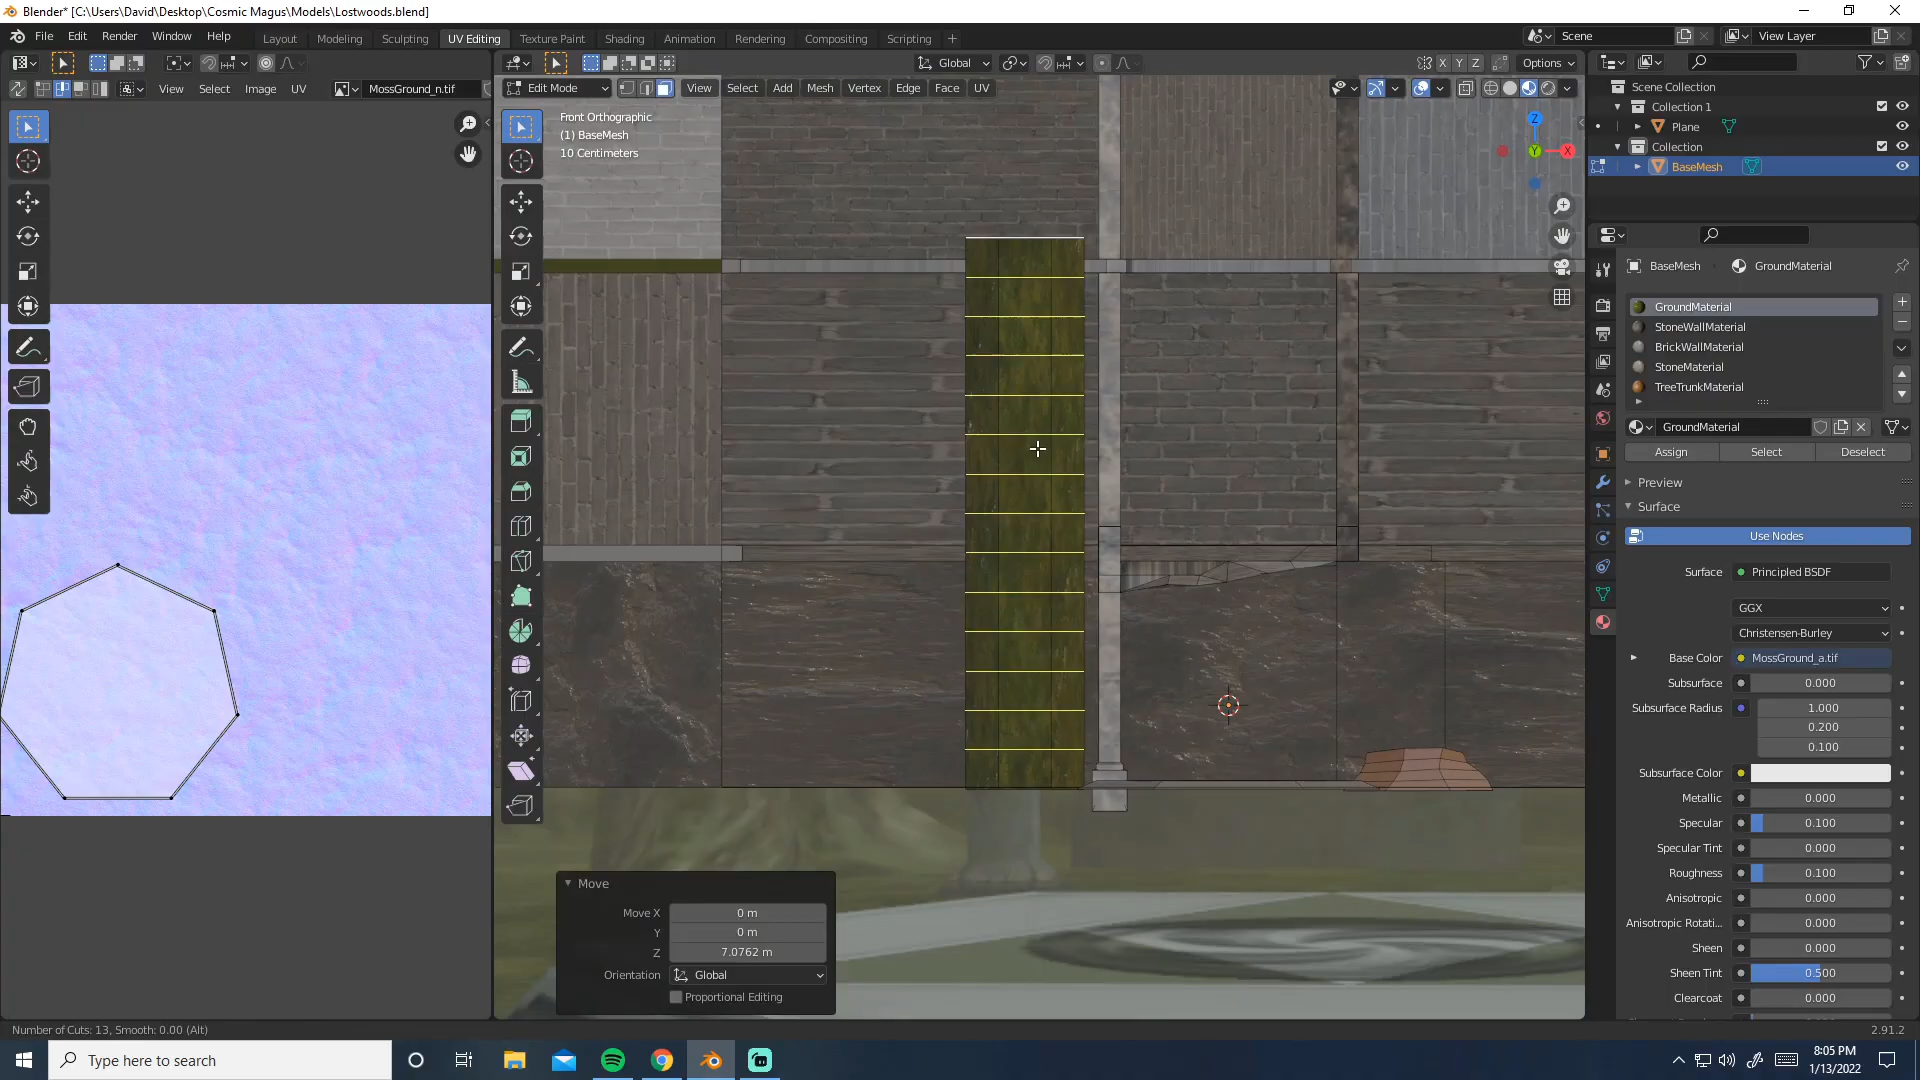 Blender* [C:\Users\David\Desktop\Cosmic Magus\Models\Lostwoods.blend]
File Edit Render Window Help Layout Modeling Sculpting UV Editing Texture Paint Shading Animation Rendering Compositing Scripting + Scene View Layer
Global X Y Z Options
View Select Image UV MossGround_n.tif Edit Mode View Select Add Mesh Vertex Edge Face UV
Scene Collection
Collection 1
Plane
Collection
BaseMesh
Front Orthographic
(1) BaseMesh
10 Centimeters
Z
Y
X
BaseMesh GroundMaterial
GroundMaterial
StoneWallMaterial
BrickWallMaterial
StoneMaterial
TreeTrunkMaterial
GroundMaterial
Assign Select Deselect
Preview
Surface
Use Nodes
Surface Principled BSDF
GGX
Christensen-Burley
Base Color MossGround_a.tif
Subsurface 0.000
Subsurface Radius 1.000
0.200
0.100
Subsurface Color
Metallic 0.000
Specular 0.100
Specular Tint 0.000
Roughness 0.100
Anisotropic 0.000
Anisotropic Rotati... 0.000
Sheen 0.000
Sheen Tint 0.500
Clearcoat 0.000
Move
Move X 0 m
Y 0 m
Z 7.0762 m
Orientation Global
Proportional Editing
Number of Cuts: 13, Smooth: 0.00 (Alt)
2.91.2
Type here to search
8:05 PM
1/13/2022